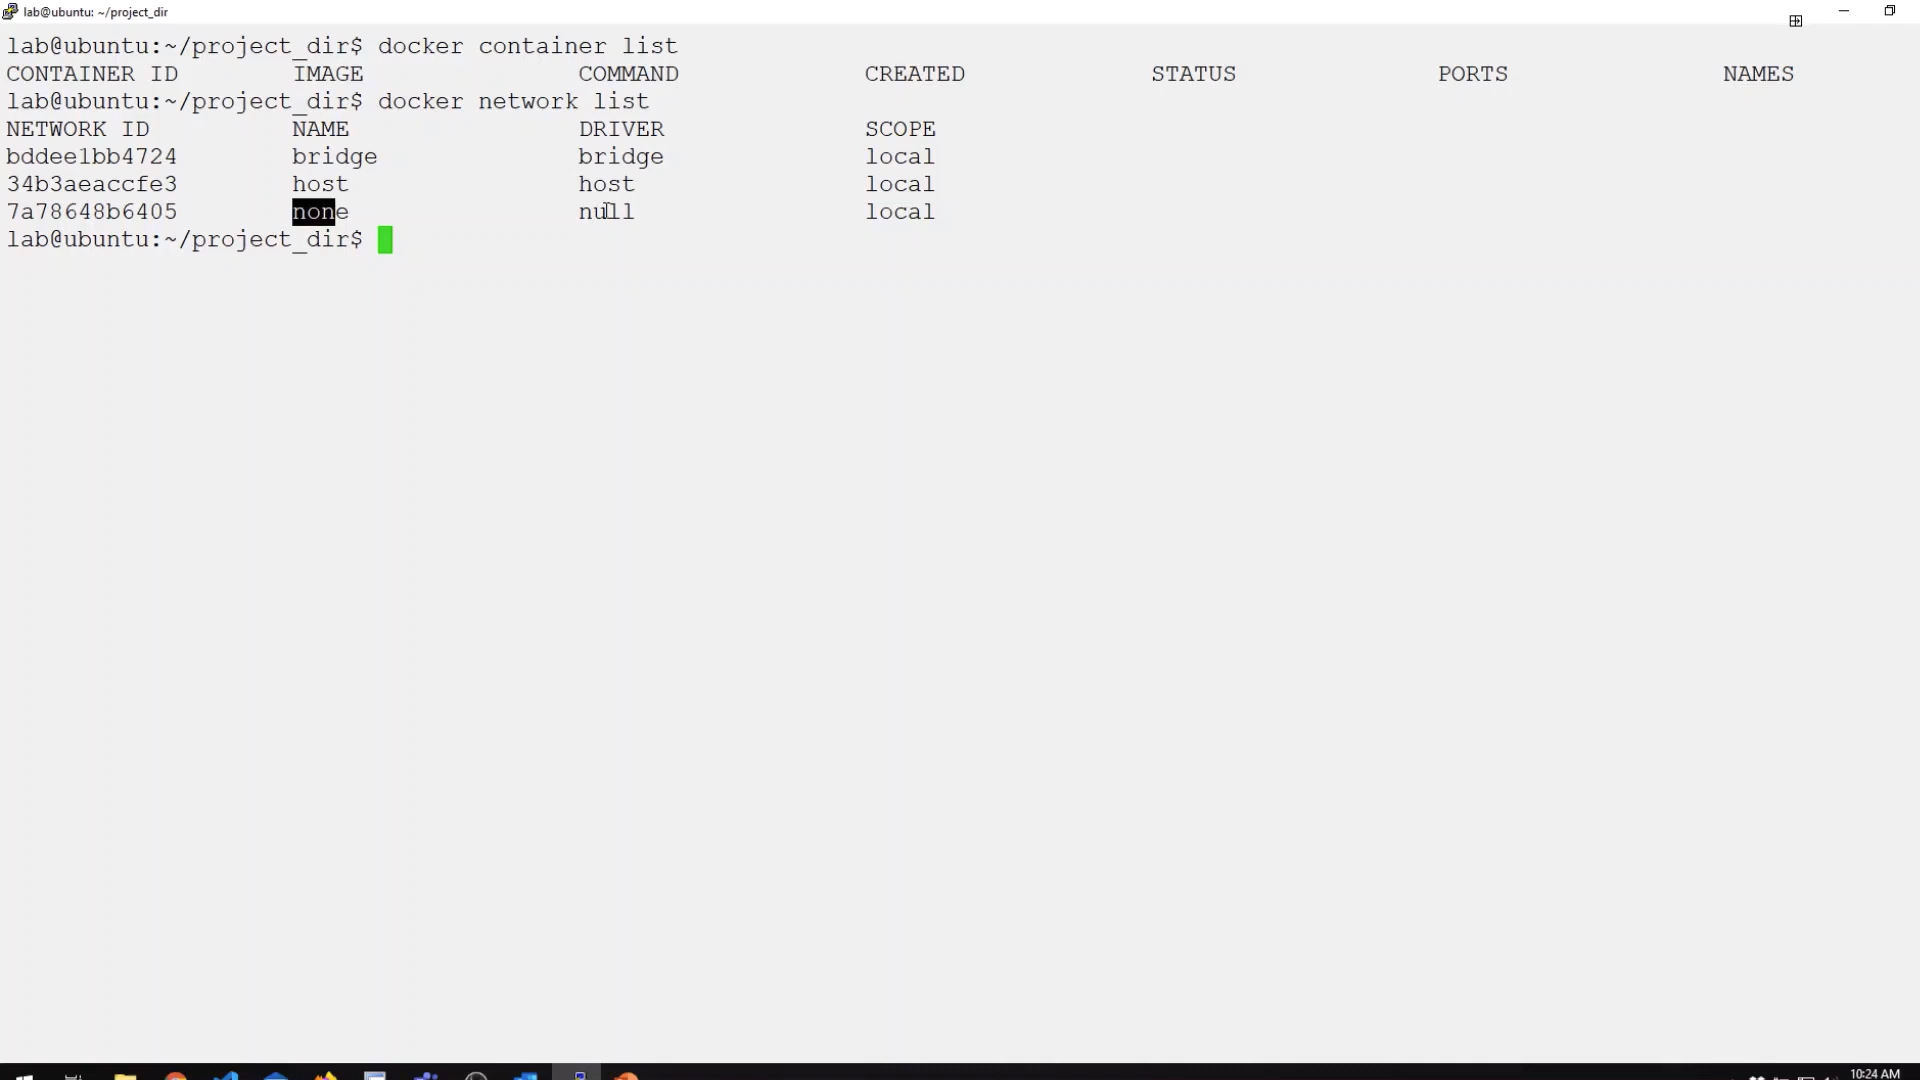 lab@ubuntu: ~/project_dir
lab@ubuntu:~/project_dir$ docker container list
CONTAINER ID IMAGE COMMAND CREATED STATUS PORTS NAMES
lab@ubuntu:~/project_dir$ docker network list
NETWORK ID NAME DRIVER SCOPE
bddee1bb4724 bridge bridge local
34b3aeaccfe3 host host local
7a78648b6405 none null local
lab@ubuntu:~/project_dir$
10:24 AM